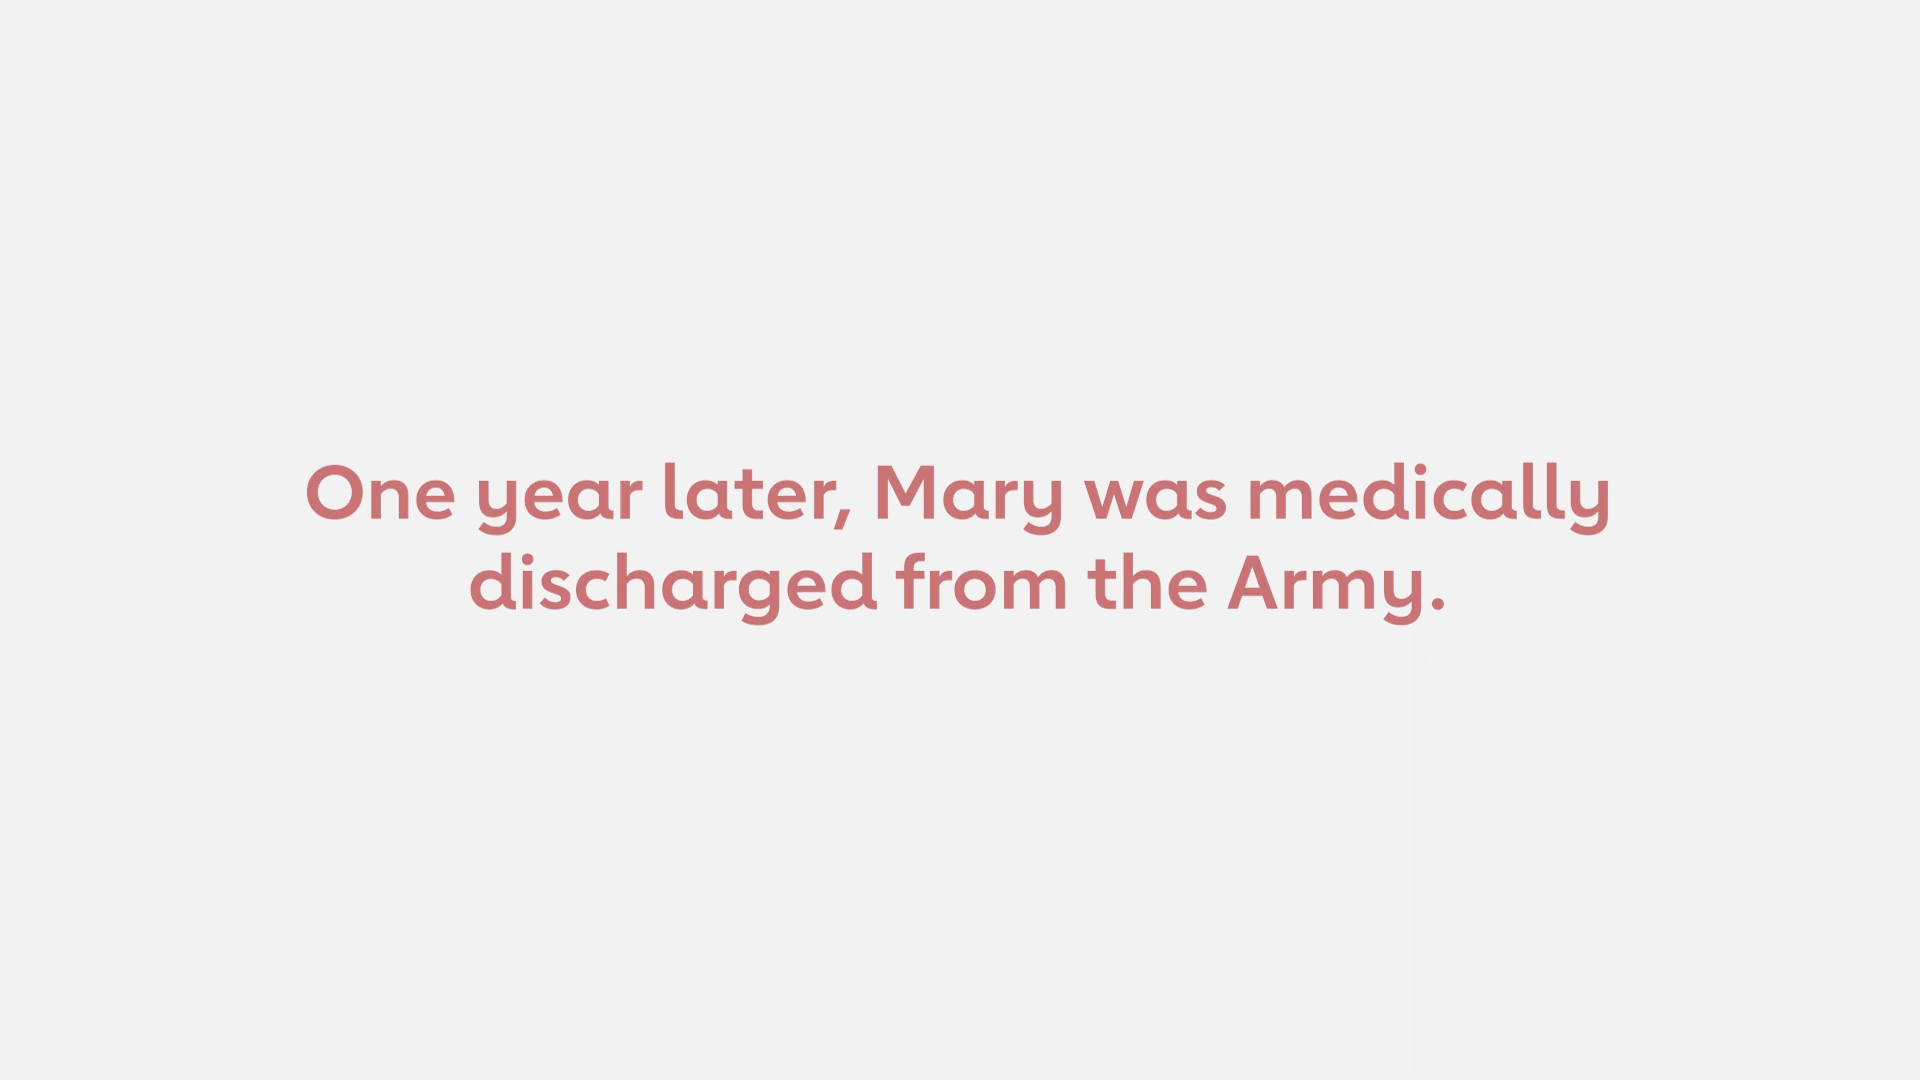 One year later, Mary was medically
discharged from the Army.